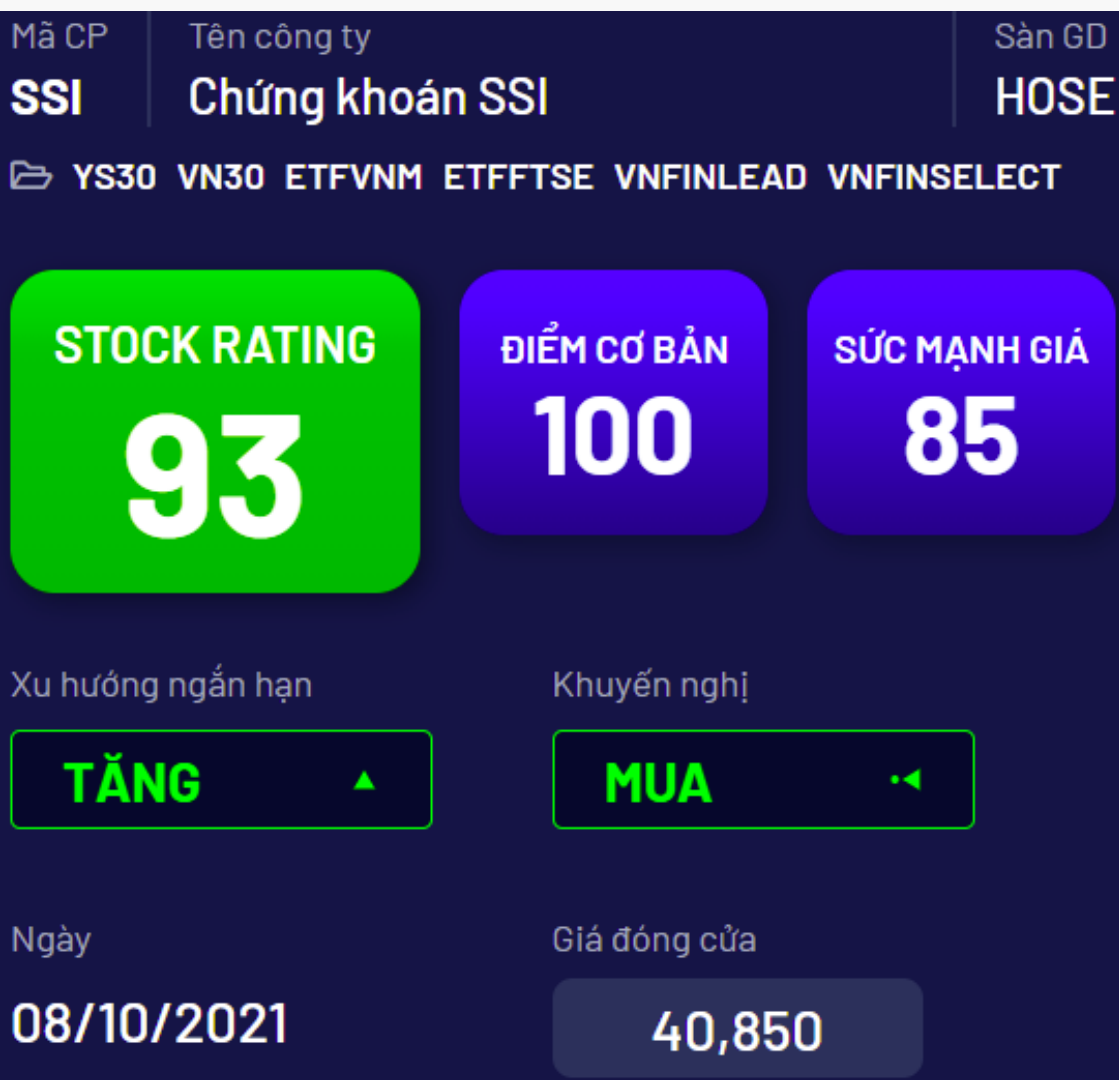 Mã CP Tên công ty Sàn GD
SSI Chứng khoán SSI HOSE
YS30 VN30 ETFVNM ETFFTSE VNFINLEAD VNFINSELECT
STOCK RATING ĐIỂM CƠ BẢN SỨC MẠNH GIÁ
93 100 85
Xu hướng ngắn hạn Khuyến nghị
TĂNG MUA
Ngày Giá đóng cửa
08/10/2021 40,850